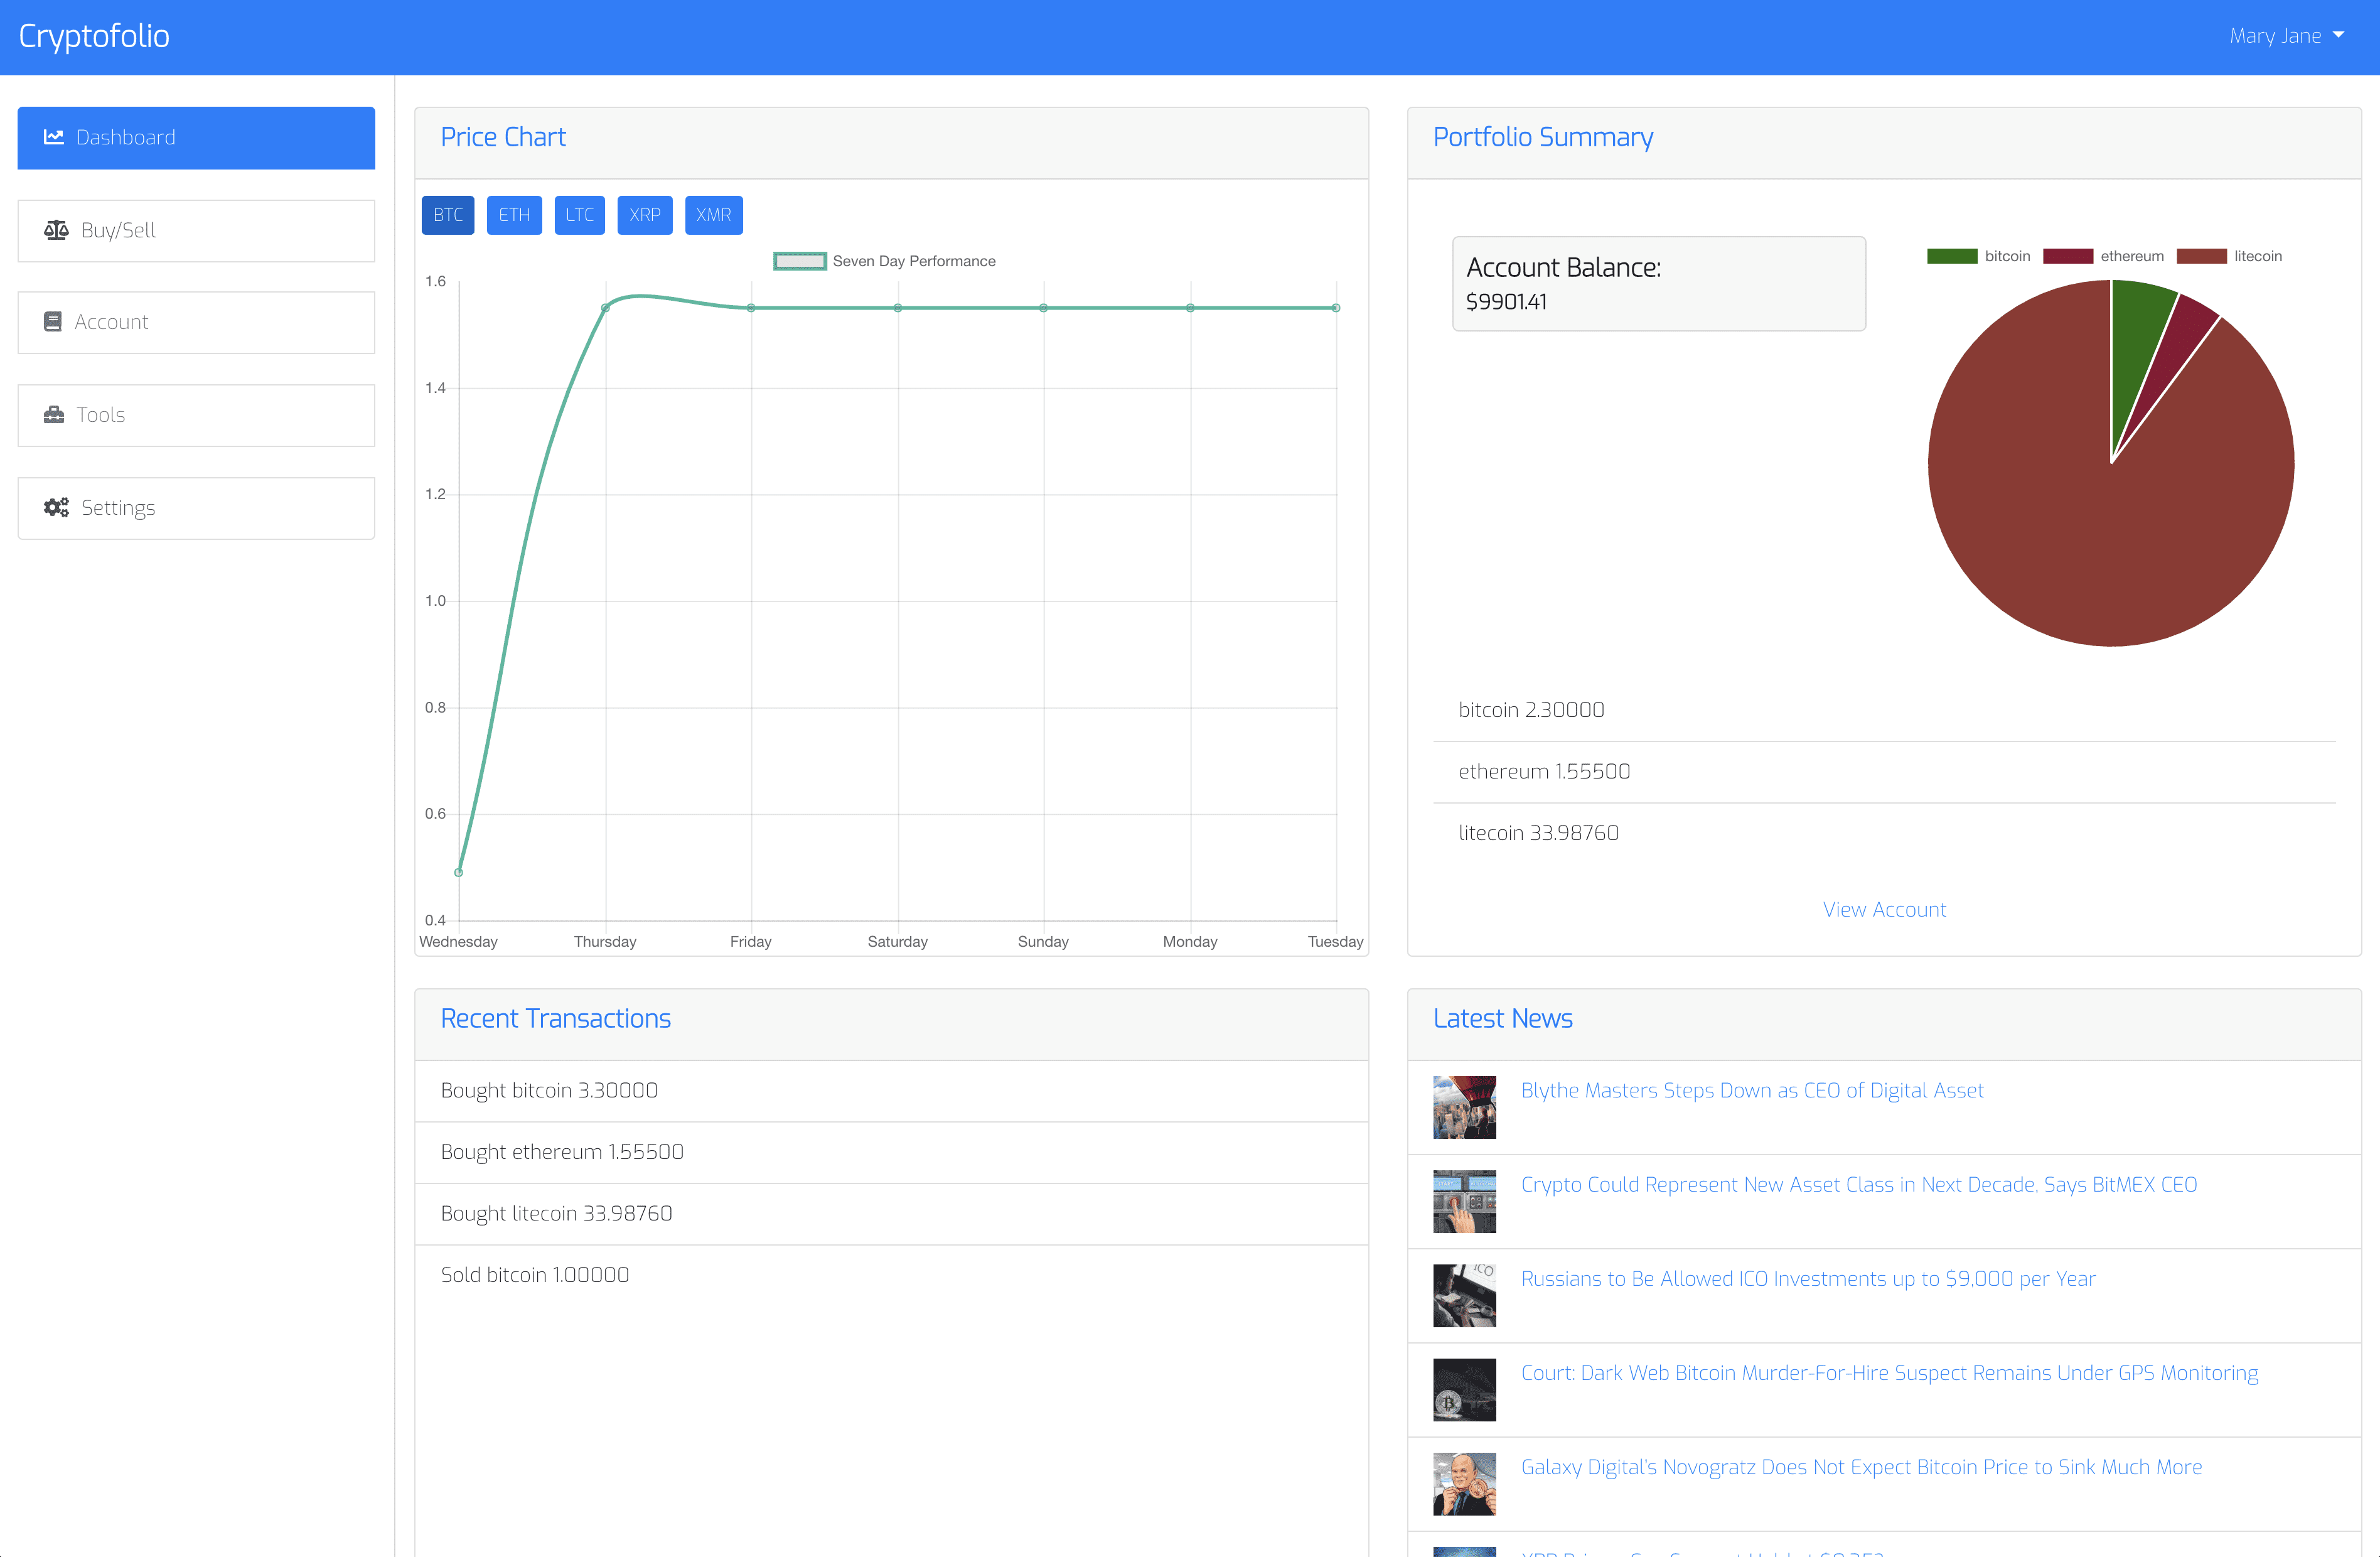 Cryptofolio
Mary Jane
Dashboard
Buy/Sell
Account
Tools
Settings
Price Chart
BTC ETH LTC XRP XMR
Seven Day Performance
1.6
1.4
1.2
1.0
0.8
0.6
0.4
Wednesday Thursday Friday Saturday Sunday Monday Tuesday
Portfolio Summary
Account Balance:
$9901.41
bitcoin ethereum litecoin
bitcoin 2.30000
ethereum 1.55500
litecoin 33.98760
View Account
Recent Transactions
Bought bitcoin 3.30000
Bought ethereum 1.55500
Bought litecoin 33.98760
Sold bitcoin 1.00000
Latest News
Blythe Masters Steps Down as CEO of Digital Asset
Crypto Could Represent New Asset Class in Next Decade, Says BitMEX CEO
ICO
Russians to Be Allowed ICO Investments up to $9,000 per Year
Court: Dark Web Bitcoin Murder-For-Hire Suspect Remains Under GPS Monitoring
Galaxy Digital's Novogratz Does Not Expect Bitcoin Price to Sink Much More